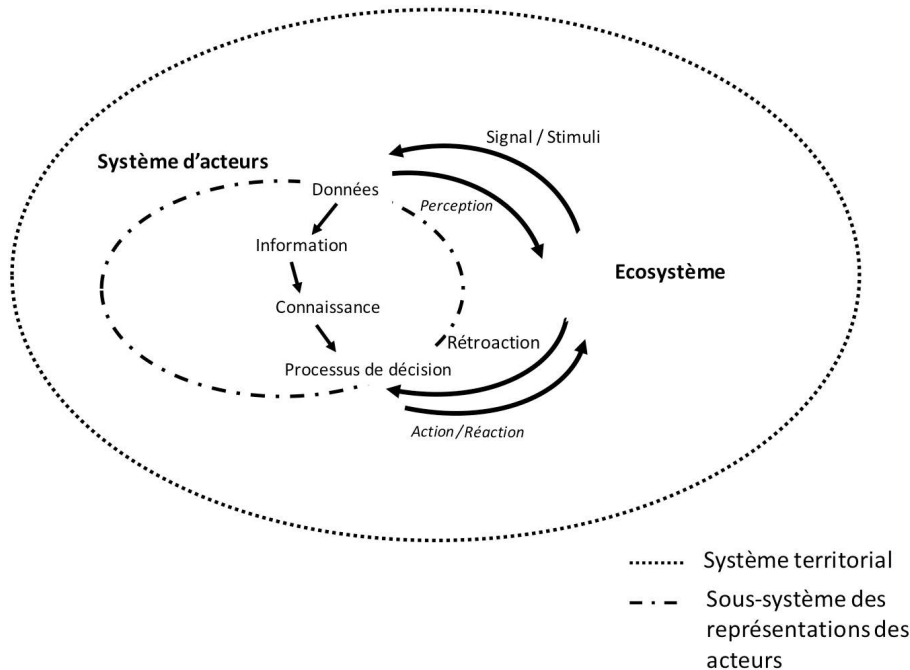 Signal / Stimuli
Système d'acteurs
Données
Perception
Information
Ecosystème
Connaissance
Rétroaction
Processus de décision
Action / Réaction
Système territorial
Sous-système des
représentations des
acteurs